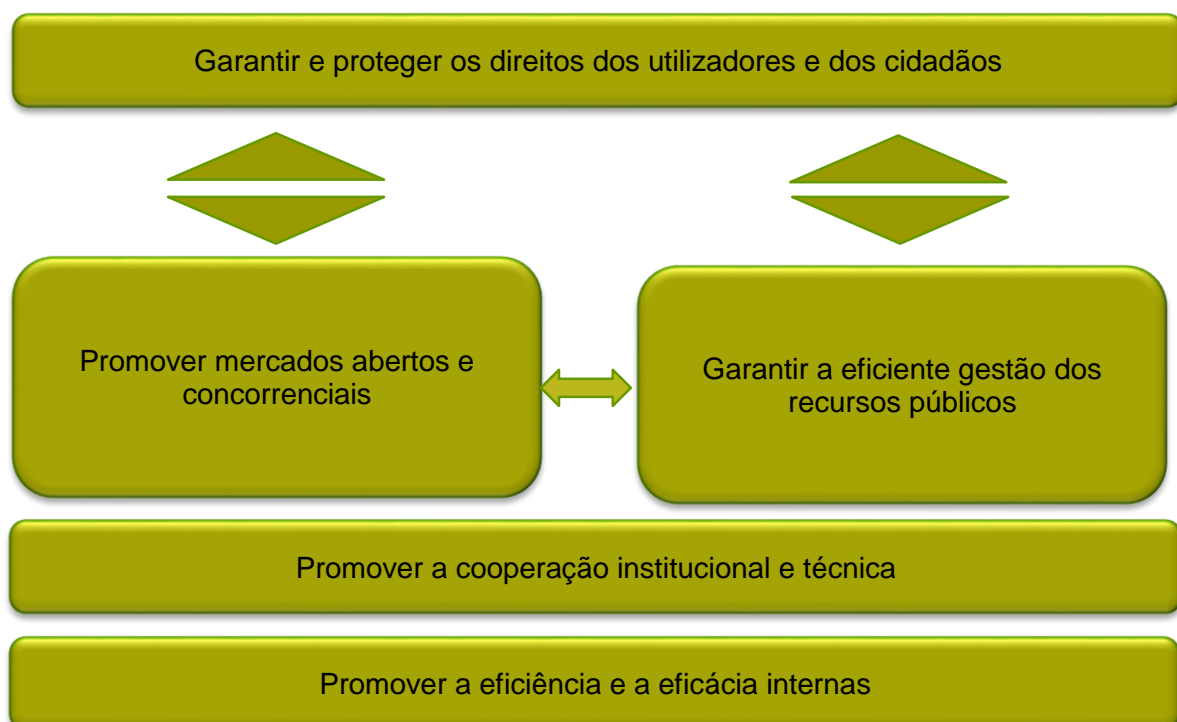 Garantir e proteger os direitos dos utilizadores e dos cidadãos
Promover mercados abertos e
concorrenciais
Garantir a eficiente gestão dos
recursos públicos
Promover a cooperação institucional e técnica
Promover a eficiência e a eficácia internas